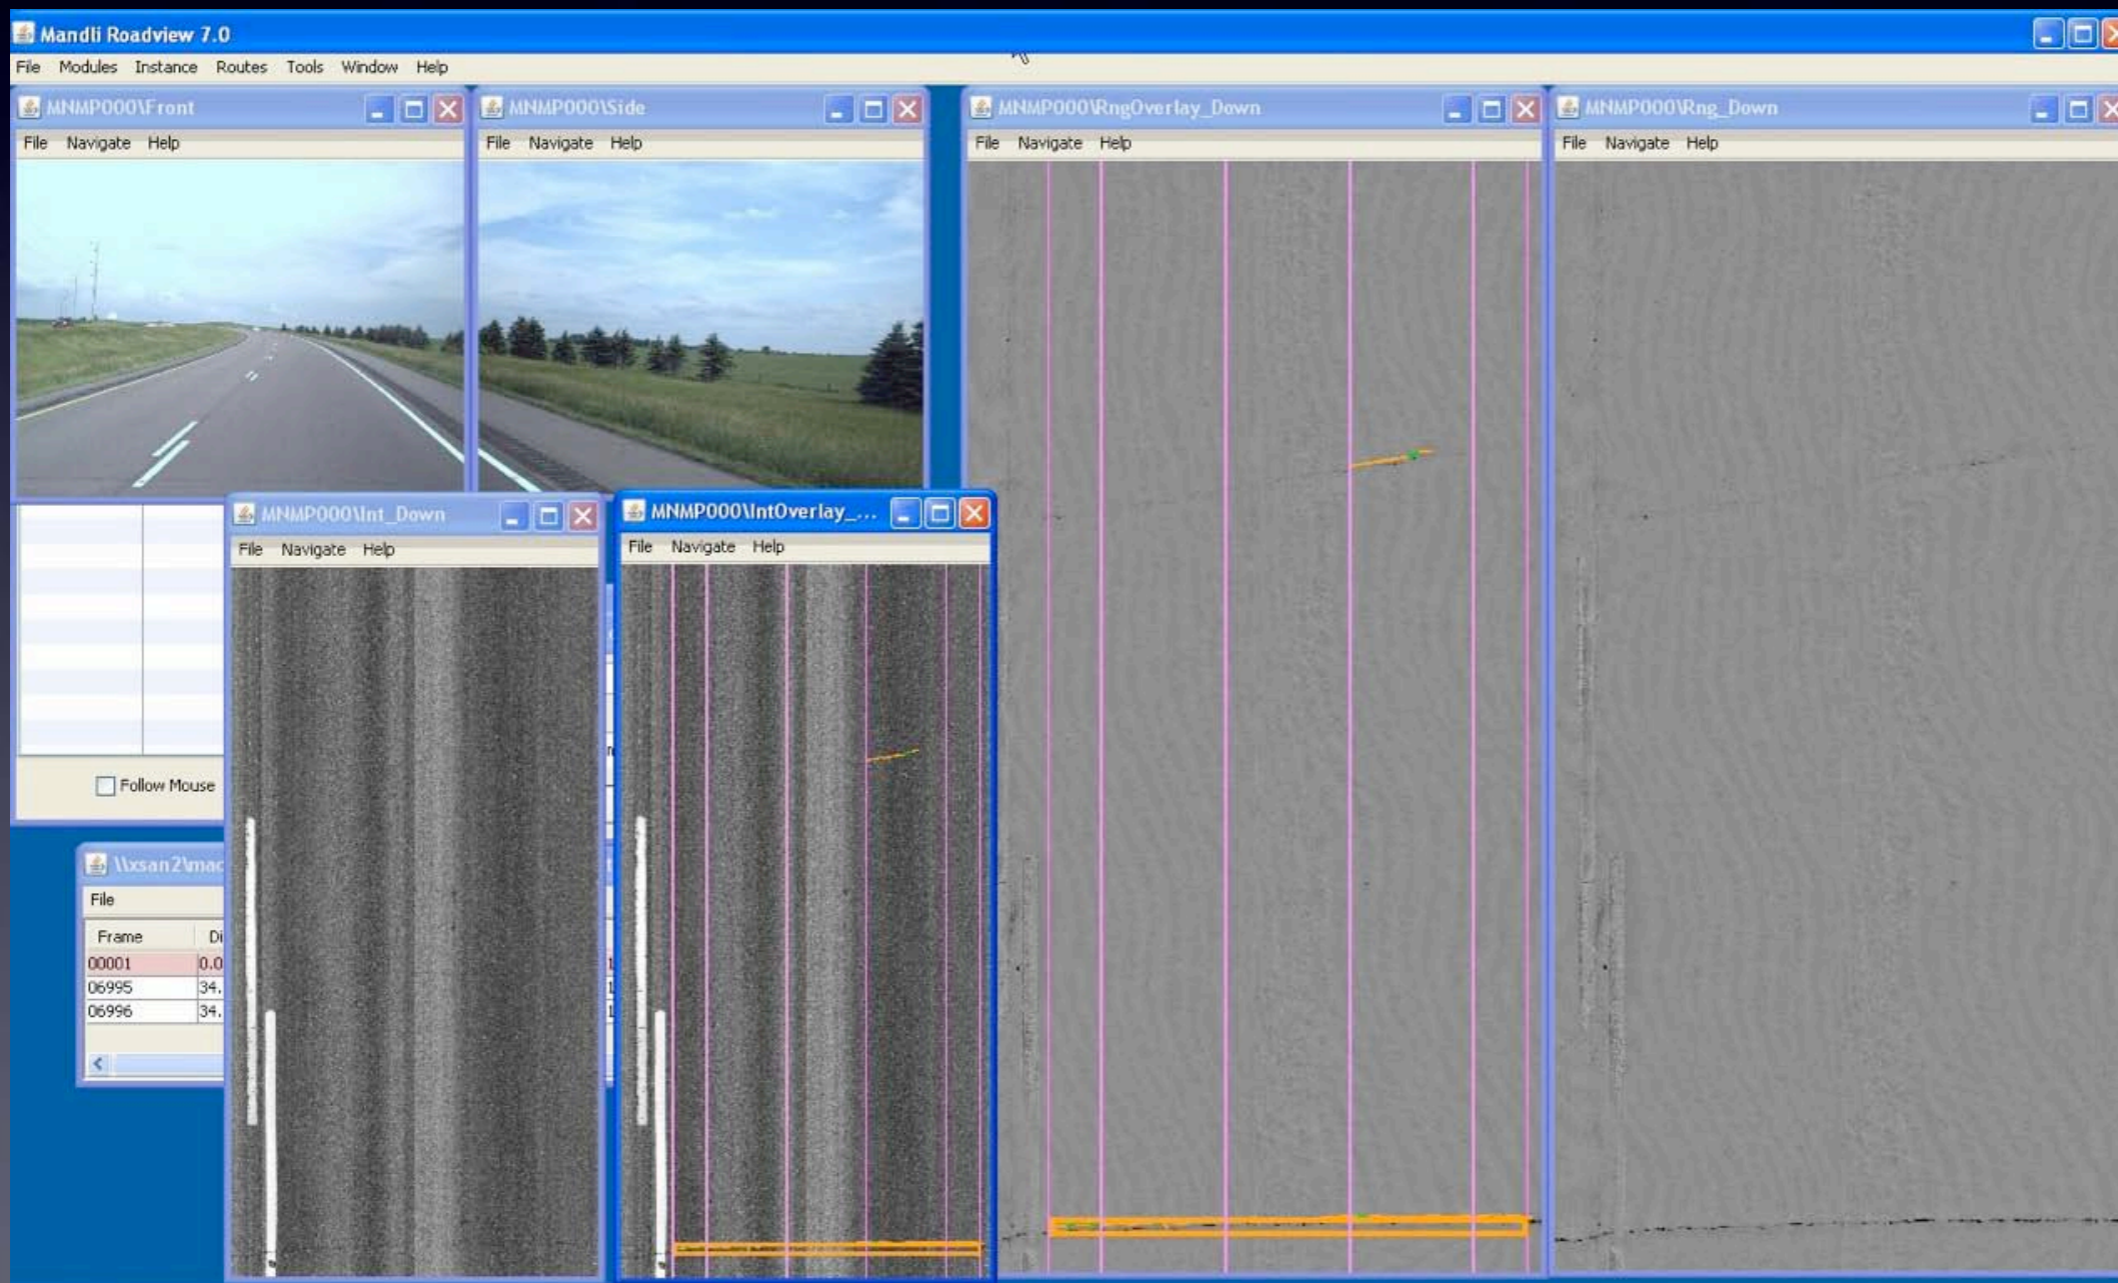 Mandli Roadview 7.0
File Modules Instance Routes Tools Window Help
MNMP000\Front
File Navigate Help
MNMP000\Side
File Navigate Help
MNMP000\RngOverlay_Down
File Navigate Help
MNMP000\Rng_Down
File Navigate Help
MNMP000\Int_Down
File Navigate Help
MNMP000\IntOverlay_...
File Navigate Help
Follow Mouse
\\xsan2\mac
File
Frame Di
00001 0.0
06995 34.
06996 34.